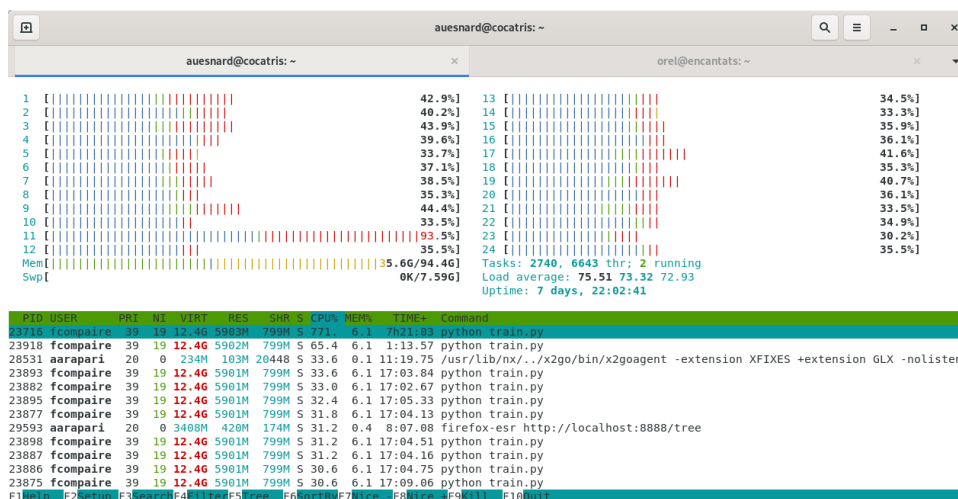 auesnard@cocatris: ~
auesnard@cocatris: ~ orel@encantats: ~
1 [|||||||||||||||||||||||||||| 42.9%] 13 [||||||||||||||||||||||| 34.5%]
2 [||||||||||||||||||||||||||| 40.2%] 14 [||||||||||||||||||||||| 33.3%]
3 [|||||||||||||||||||||||||||| 43.9%] 15 [|||||||||||||||||||||||| 35.9%]
4 [|||||||||||||||||||||||||| 39.6%] 16 [|||||||||||||||||||||||| 36.1%]
5 [||||||||||||||||||||||| 33.7%] 17 [||||||||||||||||||||||||||| 41.6%]
6 [|||||||||||||||||||||||| 37.1%] 18 [||||||||||||||||||||||| 35.3%]
7 [||||||||||||||||||||||||| 38.5%] 19 [|||||||||||||||||||||||||| 40.7%]
8 [||||||||||||||||||||||| 35.3%] 20 [|||||||||||||||||||||||| 36.1%]
9 [||||||||||||||||||||||||||||| 44.4%] 21 [||||||||||||||||||||||| 33.5%]
10 [|||||||||||||||||||||| 33.5%] 22 [||||||||||||||||||||||| 34.9%]
11 [|||||||||||||||||||||||||||||||||||||||||||||||||||||||||93.5%] 23 [|||||||||||||||||||| 30.2%]
12 [||||||||||||||||||||||| 35.5%] 24 [||||||||||||||||||||||| 35.5%]
Mem[||||||||||||||||||||||||||||||||||||||||||||||||||35.6G/94.4G] Tasks: 2740, 6643 thr; 2 running
Swp[ 0K/7.59G] Load average: 75.51 73.32 72.93
Uptime: 7 days, 22:02:41
PID USER PRI NI VIRT RES SHR S CPU% MEM% TIME+ Command
23716 fcompaire 39 19 12.4G 5903M 799M S 771. 6.1 7h21:03 python train.py
23918 fcompaire 39 19 12.4G 5902M 799M S 65.4 6.1 1:13.57 python train.py
28531 aarapari 20 0 234M 103M 20448 S 33.6 0.1 11:19.75 /usr/lib/nx/../x2go/bin/x2goagent -extension XFIXES +extension GLX -nolisten
23893 fcompaire 39 19 12.4G 5901M 799M S 33.6 6.1 17:03.84 python train.py
23882 fcompaire 39 19 12.4G 5901M 799M S 33.0 6.1 17:02.67 python train.py
23895 fcompaire 39 19 12.4G 5901M 799M S 32.4 6.1 17:05.33 python train.py
23877 fcompaire 39 19 12.4G 5901M 799M S 31.8 6.1 17:04.13 python train.py
29593 aarapari 20 0 3408M 420M 174M S 31.2 0.4 8:07.08 firefox-esr http://localhost:8888/tree
23898 fcompaire 39 19 12.4G 5901M 799M S 31.2 6.1 17:04.51 python train.py
23887 fcompaire 39 19 12.4G 5901M 799M S 31.2 6.1 17:04.16 python train.py
23886 fcompaire 39 19 12.4G 5901M 799M S 30.6 6.1 17:04.75 python train.py
23875 fcompaire 39 19 12.4G 5901M 799M S 30.6 6.1 17:09.06 python train.py
F1Help F2Setup F3SearchF4FilterF5Tree F6SortByF7Nice -F8Nice +F9Kill F10Quit